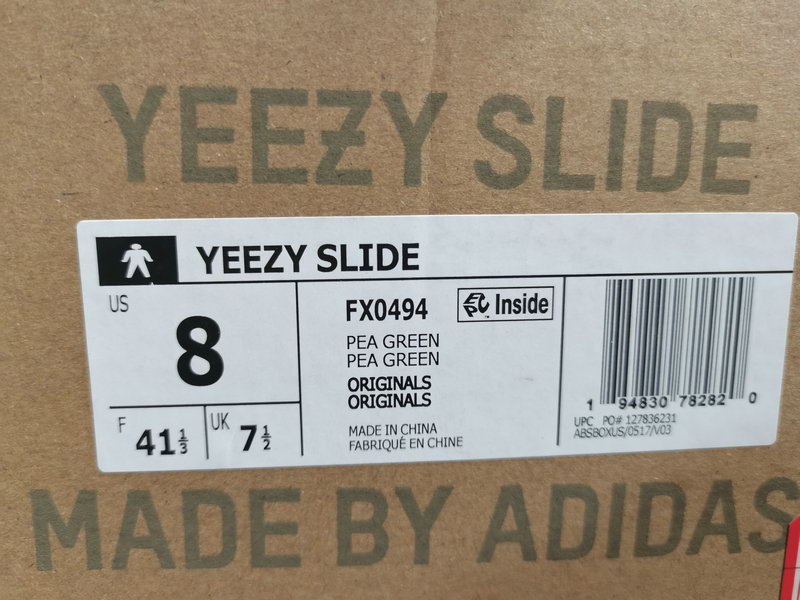 YEEZY SLIDE
YEEZY SLIDE
US
8
F 41 1/3
UK 7 1/2
FX0494
EPC Inside
PEA GREEN
PEA GREEN
ORIGINALS
ORIGINALS
MADE IN CHINA
FABRIQUÉ EN CHINE
1 94830 78282 0
UPC PO# 127836231
ABSBOXUS/0517/V03
MADE BY ADIDAS